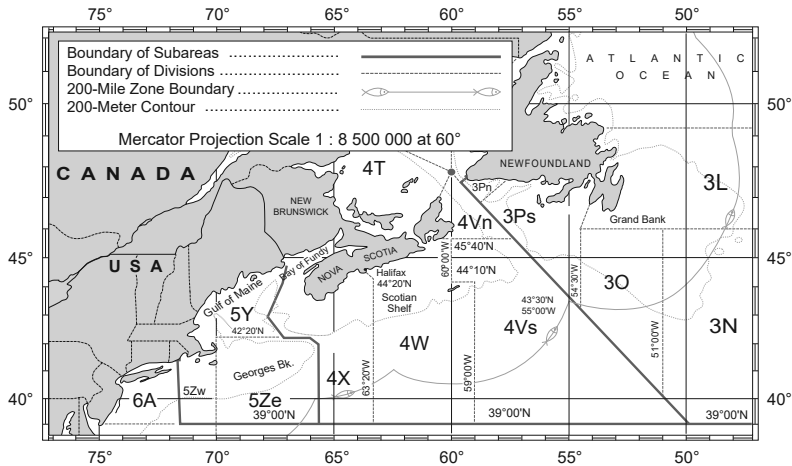 75° 70° 65° 60° 55° 50°
Boundary of Subareas ....................
Boundary of Divisions ....................
200-Mile Zone Boundary ................
200-Meter Contour .........................
Mercator Projection Scale 1 : 8 500 000 at 60°
ATLANTIC
OCEAN
50° 50°
CANADA
4T
NEWFOUNDLAND
3Pn
3L
NEW
BRUNSWICK
4Vn
3Ps
Grand Bank
45°
USA
Bay of Fundy
NOVA SCOTIA
60°00'W
45°40'N
45°
Gulf of Maine
Halifax
44°20'N
44°10'N
54°30'W
3O
Scotian
Shelf
5Y
42°20'N
43°30'N
55°00'W
4W
4Vs
3N
51°00'W
Georges Bk.
4X
63°20'W
59°00'W
40°
6A
5Zw
5Ze
39°00'N
39°00'N
39°00'N
40°
75° 70° 65° 60° 55° 50°